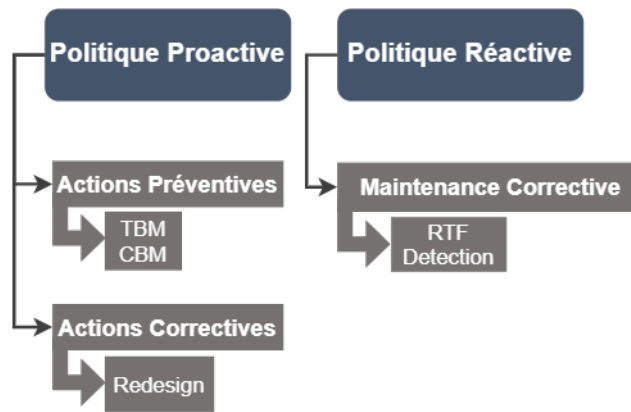 Politique Proactive
Actions Préventives
TBM
CBM
Actions Correctives
Redesign
Politique Réactive
Maintenance Corrective
RTF
Detection